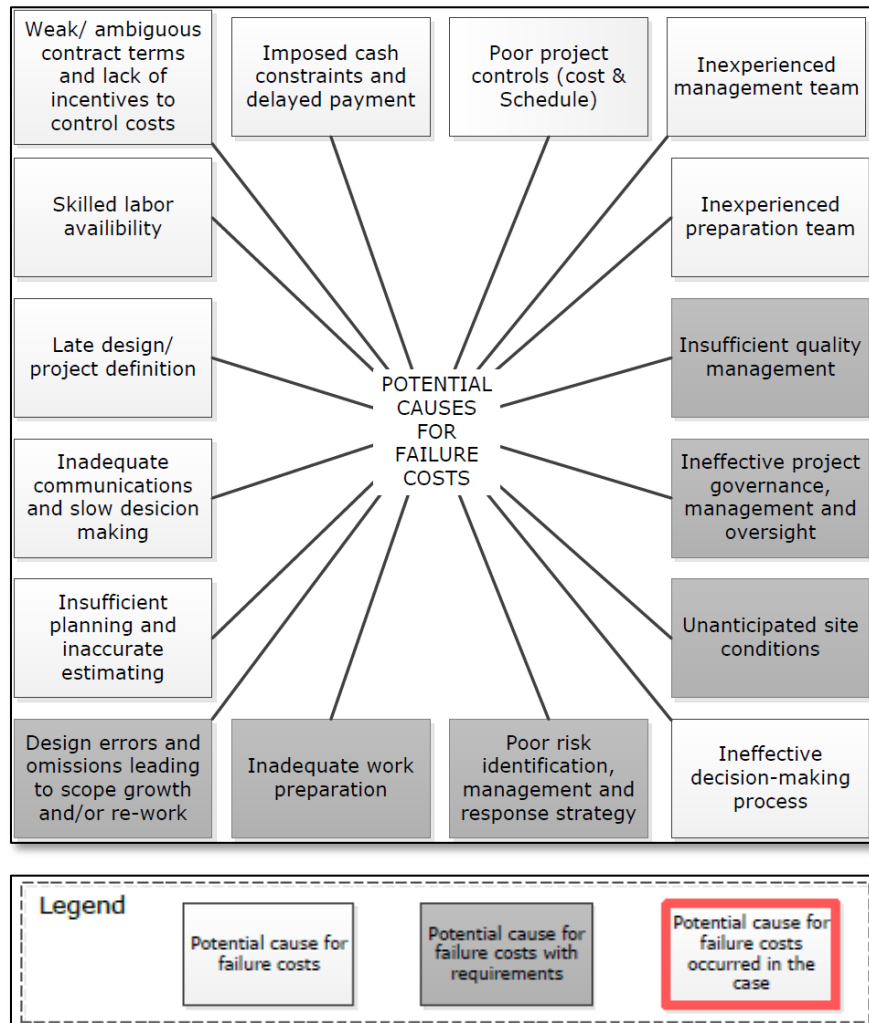 Weak/ ambiguous
contract terms
and lack of
incentives to
control costs
Imposed cash
constraints and
delayed payment
Poor project
controls (cost &
Schedule)
Inexperienced
management team
Skilled labor
availibility
Inexperienced
preparation team
Late design/
project definition
Insufficient quality
management
POTENTIAL
CAUSES
FOR
FAILURE
COSTS
Inadequate
communications
and slow desicion
making
Ineffective project
governance,
management and
oversight
Insufficient
planning and
inaccurate
estimating
Unanticipated site
conditions
Design errors and
omissions leading
to scope growth
and/or re-work
Inadequate work
preparation
Poor risk
identification,
management and
response strategy
Ineffective
decision-making
process
Legend
Potential cause for
failure costs
Potential cause for
failure costs with
requirements
Potential cause for
failure costs
occurred in the
case